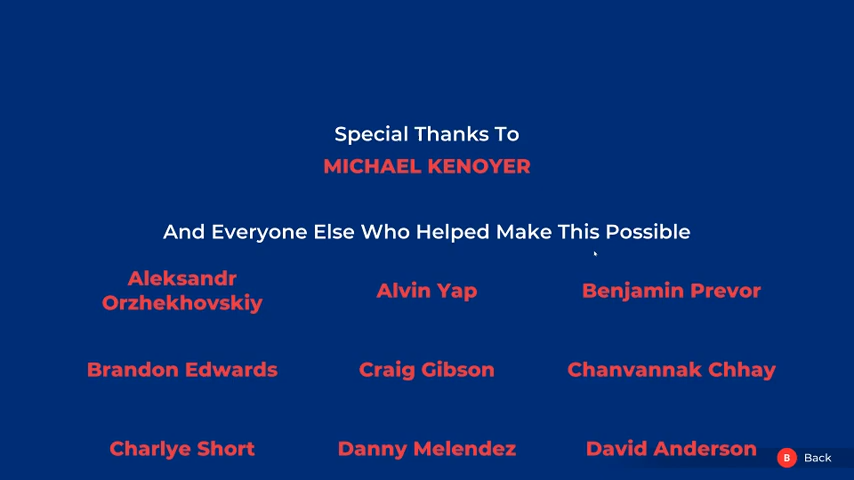 Special Thanks To
MICHAEL KENOYER
And Everyone Else Who Helped Make This Possible
Aleksandr
Orzhekhovskiy
Alvin Yap
Benjamin Prevor
Brandon Edwards
Craig Gibson
Chanvannak Chhay
Charlye Short
Danny Melendez
David Anderson
B Back